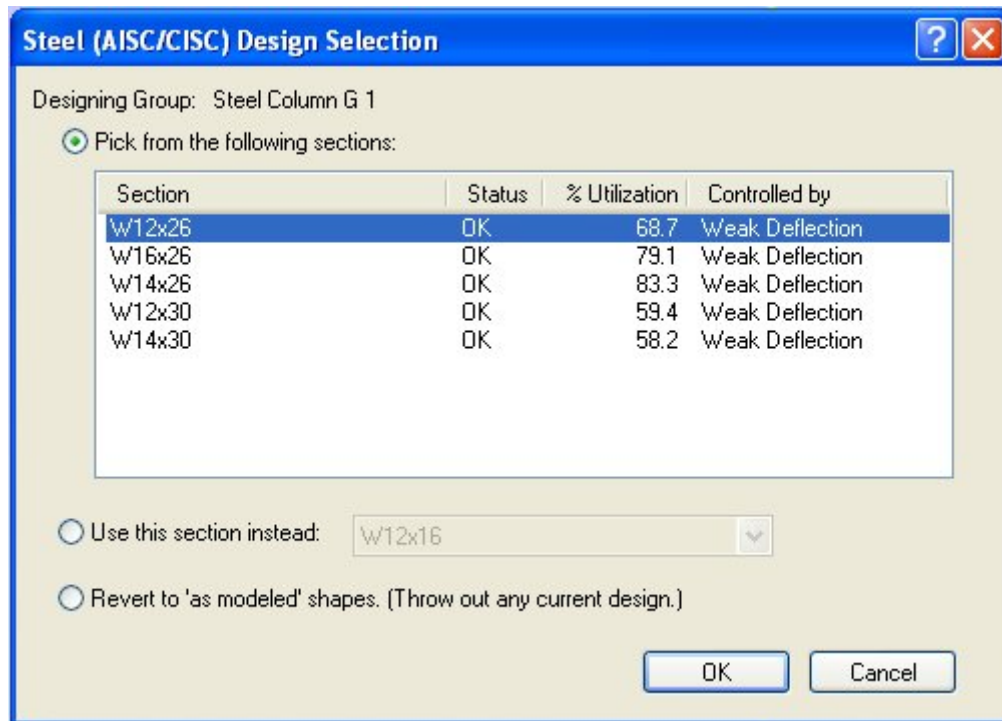 Steel (AISC/CISC) Design Selection
Designing Group: Steel Column G 1
Pick from the following sections:
Section Status % Utilization Controlled by
W12x26 OK 68.7 Weak Deflection
W16x26 OK 79.1 Weak Deflection
W14x26 OK 83.3 Weak Deflection
W12x30 OK 59.4 Weak Deflection
W14x30 OK 58.2 Weak Deflection
Use this section instead: W12x16
Revert to 'as modeled' shapes. (Throw out any current design.)
OK Cancel